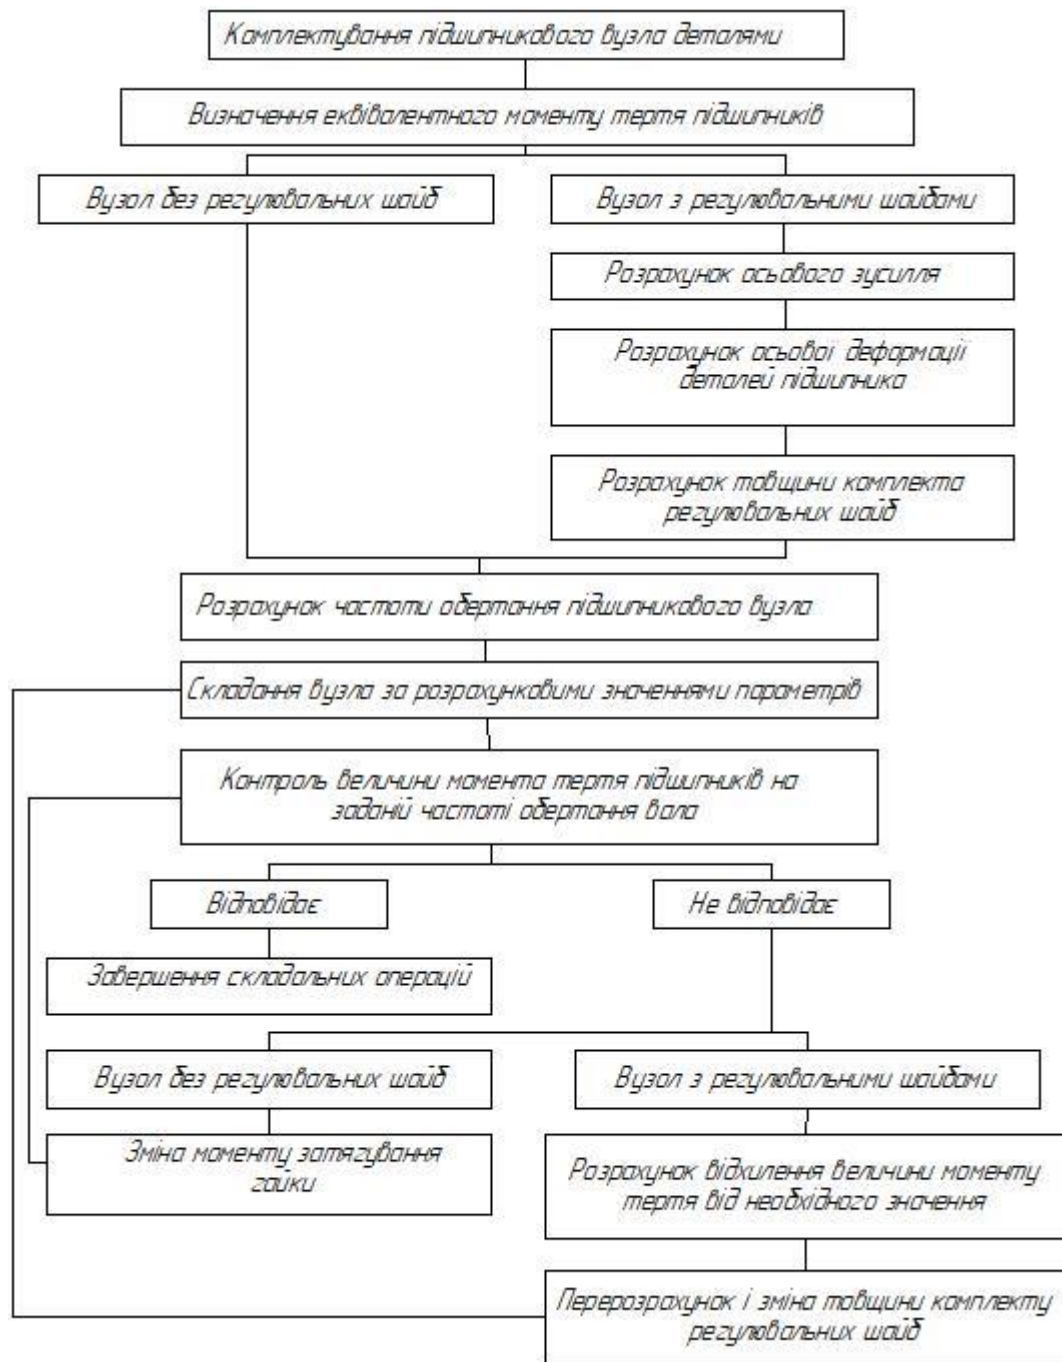 Комплектування підшипникового вузла деталями
Визначення еквівалентного моменту тертя підшипників
Вузол без регулювальних шайб
Вузол з регулювальними шайбами
Розрахунок осьового зусилля
Розрахунок осьової деформації
деталей підшипника
Розрахунок товщини комплекта
регулювальних шайб
Розрахунок частоти обертання підшипникового вузла
Складання вузла за розрахунковими значеннями параметрів
Контроль величини момента тертя підшипників на
заданій частоті обертання вала
Відповідає
Не відповідає
Завершення складальних операцій
Вузол без регулювальних шайб
Вузол з регулювальними шайбами
Зміна моменту затягування
гайки
Розрахунок відхилення величини моменту
тертя від необхідного значення
Перерозрахунок і зміна товщини комплекту
регулювальних шайб